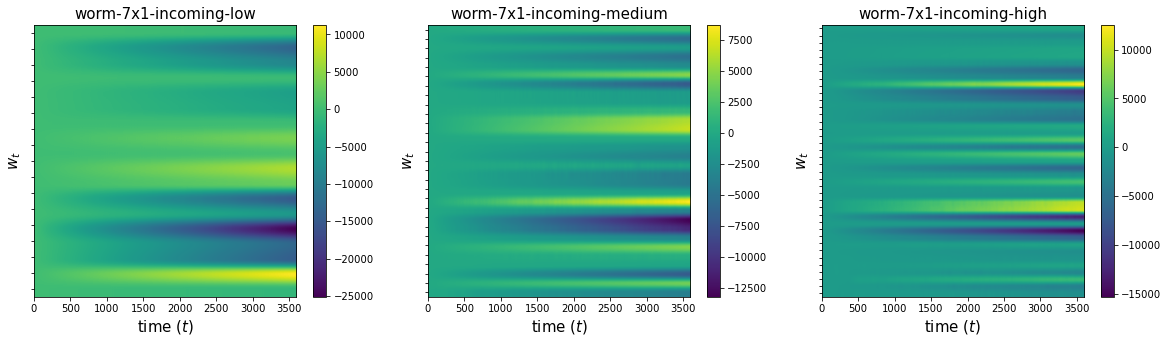 worm-7x1-incoming-low
w_t
10000
5000
0
−5000
−10000
−15000
−20000
−25000
0 500 1000 1500 2000 2500 3000 3500
time (t)
worm-7x1-incoming-medium
w_t
7500
5000
2500
0
−2500
−5000
−7500
−10000
−12500
0 500 1000 1500 2000 2500 3000 3500
time (t)
worm-7x1-incoming-high
w_t
10000
5000
0
−5000
−10000
−15000
0 500 1000 1500 2000 2500 3000 3500
time (t)